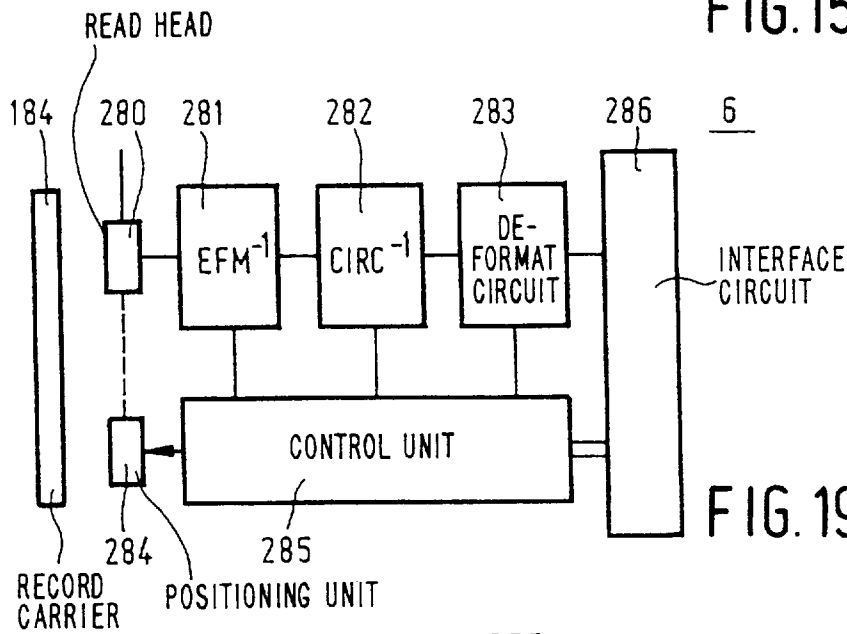 FIG. 15
READ HEAD
184 280 281 282 283 286 6
EFM⁻¹
CIRC⁻¹
DE-
FORMAT
CIRCUIT
INTERFACE
CIRCUIT
CONTROL UNIT
FIG. 19
284 285
RECORD
CARRIER
POSITIONING UNIT